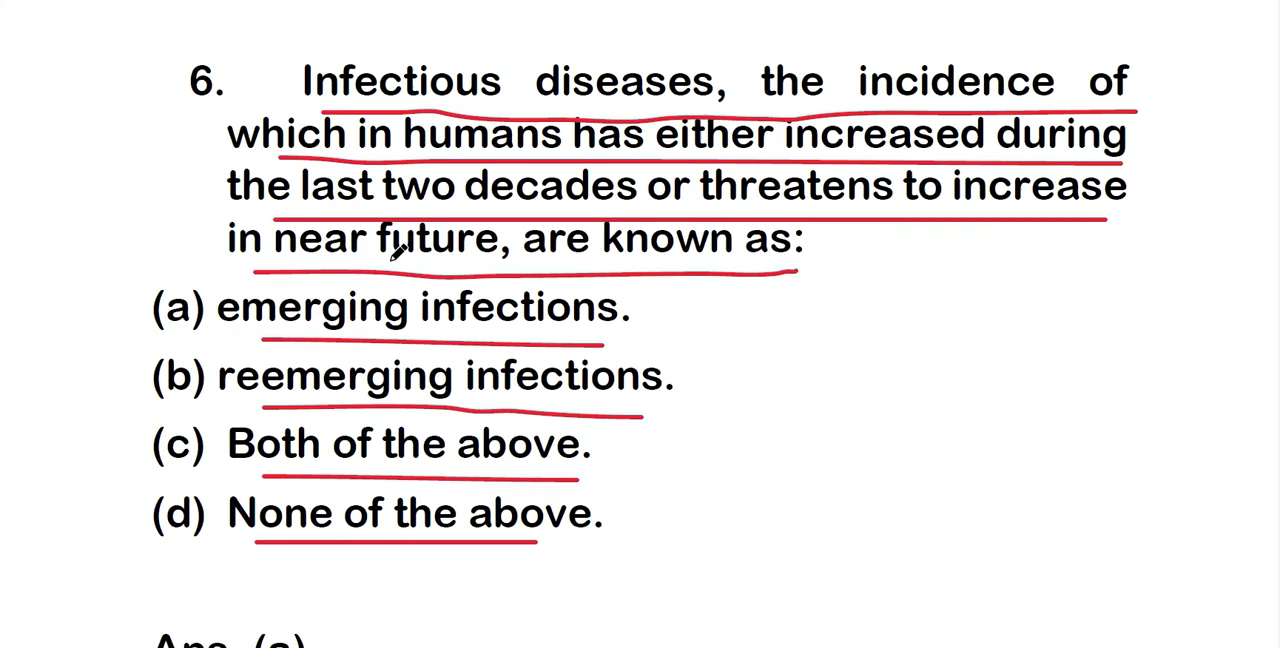 6. Infectious diseases, the incidence of
which in humans has either increased during
the last two decades or threatens to increase
in near future, are known as:
(a) emerging infections.
(b) reemerging infections.
(c) Both of the above.
(d) None of the above.
Ans. (a)